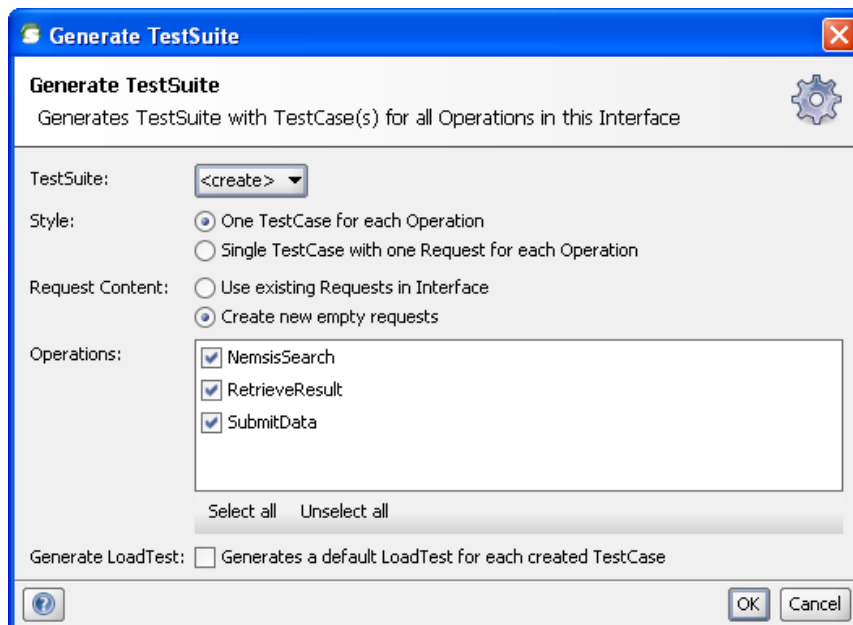 Generate TestSuite
Generate TestSuite
Generates TestSuite with TestCase(s) for all Operations in this Interface
TestSuite: <create>
Style: One TestCase for each Operation
Single TestCase with one Request for each Operation
Request Content: Use existing Requests in Interface
Create new empty requests
Operations: NemsisSearch
RetrieveResult
SubmitData
Select all Unselect all
Generate LoadTest: Generates a default LoadTest for each created TestCase
? OK Cancel